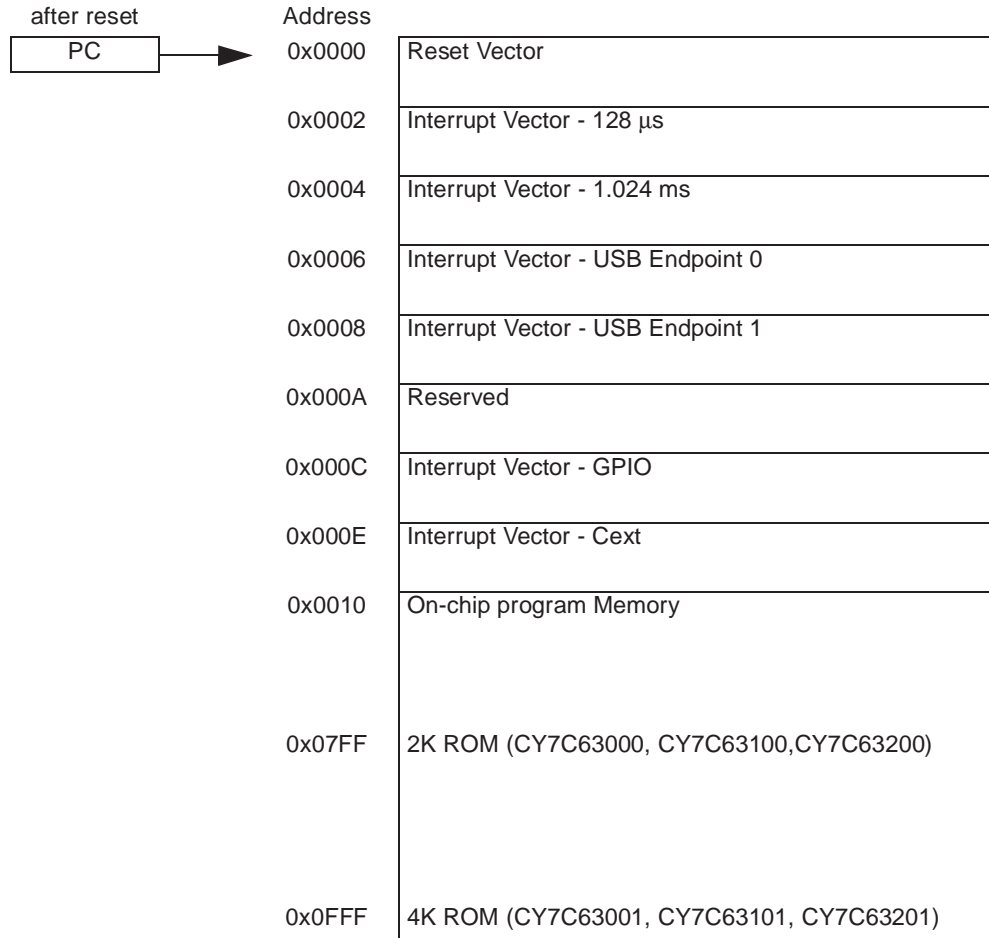 after reset Address
PC 0x0000 Reset Vector
0x0002 Interrupt Vector - 128 μs
0x0004 Interrupt Vector - 1.024 ms
0x0006 Interrupt Vector - USB Endpoint 0
0x0008 Interrupt Vector - USB Endpoint 1
0x000A Reserved
0x000C Interrupt Vector - GPIO
0x000E Interrupt Vector - Cext
0x0010 On-chip program Memory
0x07FF 2K ROM (CY7C63000, CY7C63100,CY7C63200)
0x0FFF 4K ROM (CY7C63001, CY7C63101, CY7C63201)